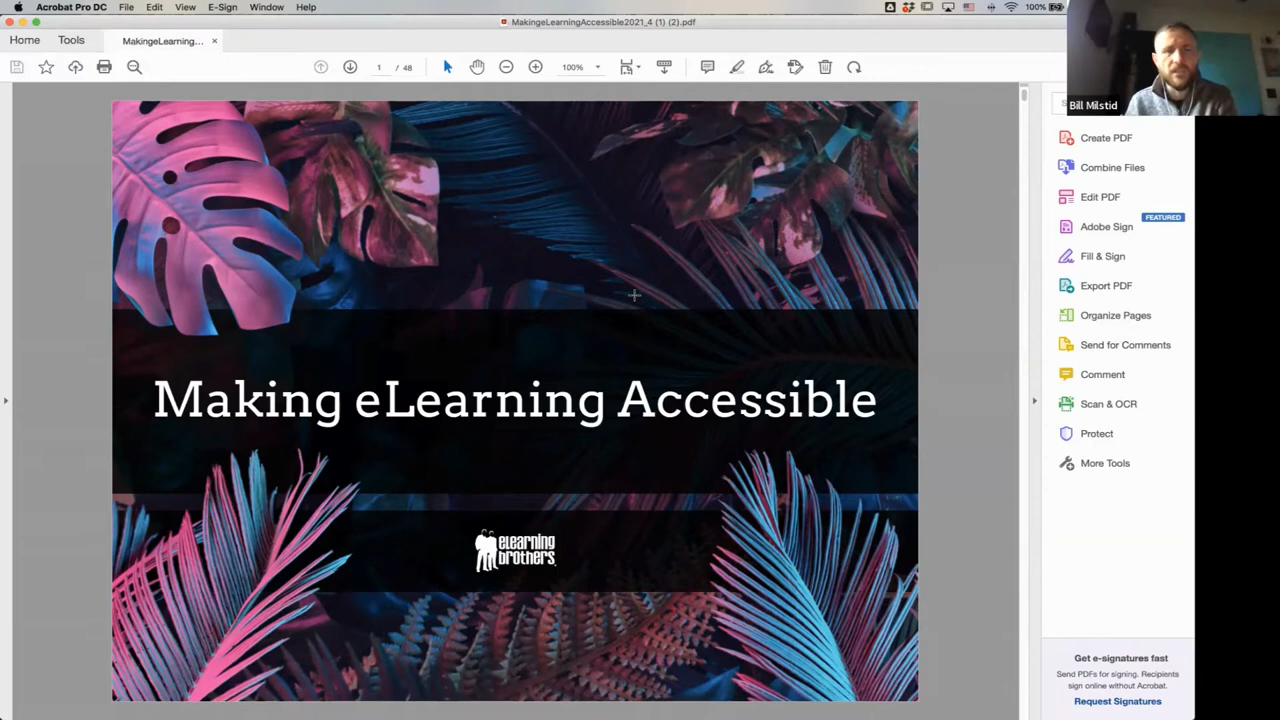 Acrobat Pro DC File Edit View E-Sign Window Help 100%
MakingeLearningAccessible2021_4 (1) (2).pdf
Home Tools MakingeLearning... ×
1 / 48 100%
Bill Milstid
Create PDF
Combine Files
Edit PDF
FEATURED
Adobe Sign
Fill & Sign
Export PDF
Organize Pages
Send for Comments
Comment
Scan & OCR
Protect
More Tools
Making eLearning Accessible
eLearning
brothers
Get e-signatures fast
Send PDFs for signing. Recipients
sign online without Acrobat.
Request Signatures